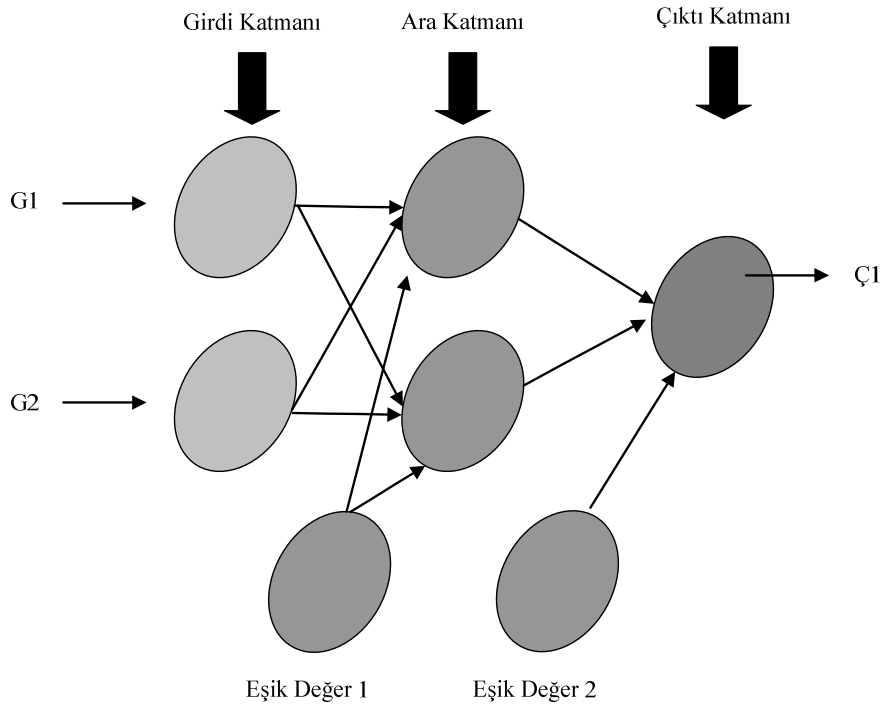 Girdi Katmanı
Ara Katmanı
Çıktı Katmanı
G1
Ç1
G2
Eşik Değer 1
Eşik Değer 2